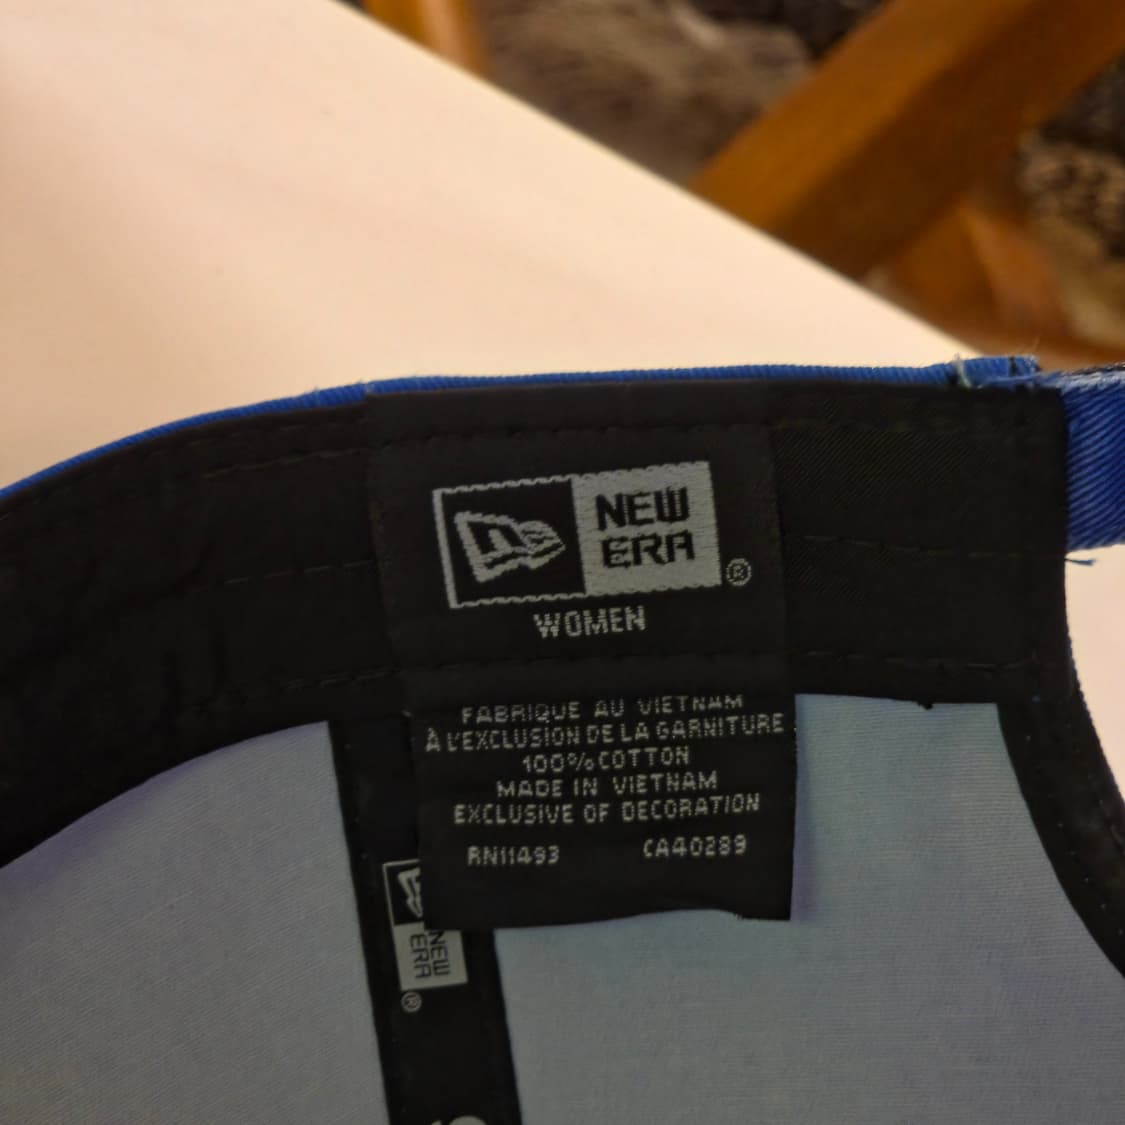 NEW
ERA
®
WOMEN
FABRIQUE AU VIETNAM
À L'EXCLUSION DE LA GARNITURE
100% COTTON
MADE IN VIETNAM
EXCLUSIVE OF DECORATION
RN11493 CA40289
NEW
ERA
®